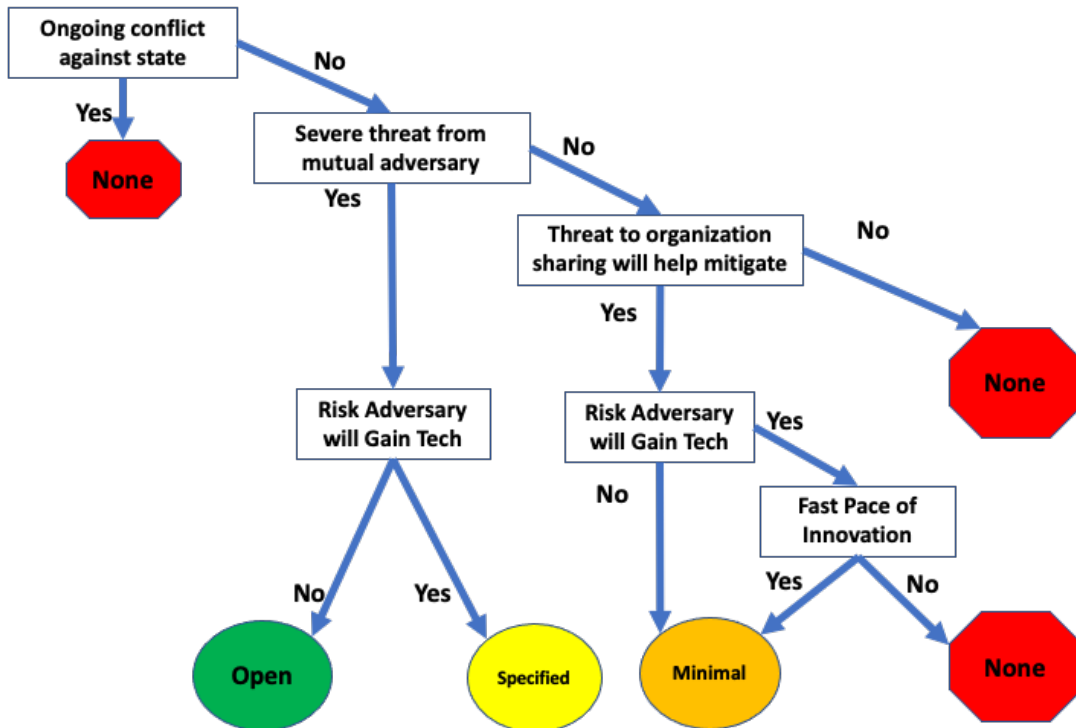 Ongoing conflict
against state
No
Yes
None
Severe threat from
mutual adversary
No
Yes
Threat to organization
sharing will help mitigate
No
Yes
None
Risk Adversary
will Gain Tech
Risk Adversary
will Gain Tech
Yes
No
Fast Pace of
Innovation
No
Yes
Yes
No
Open
Specified
Minimal
None